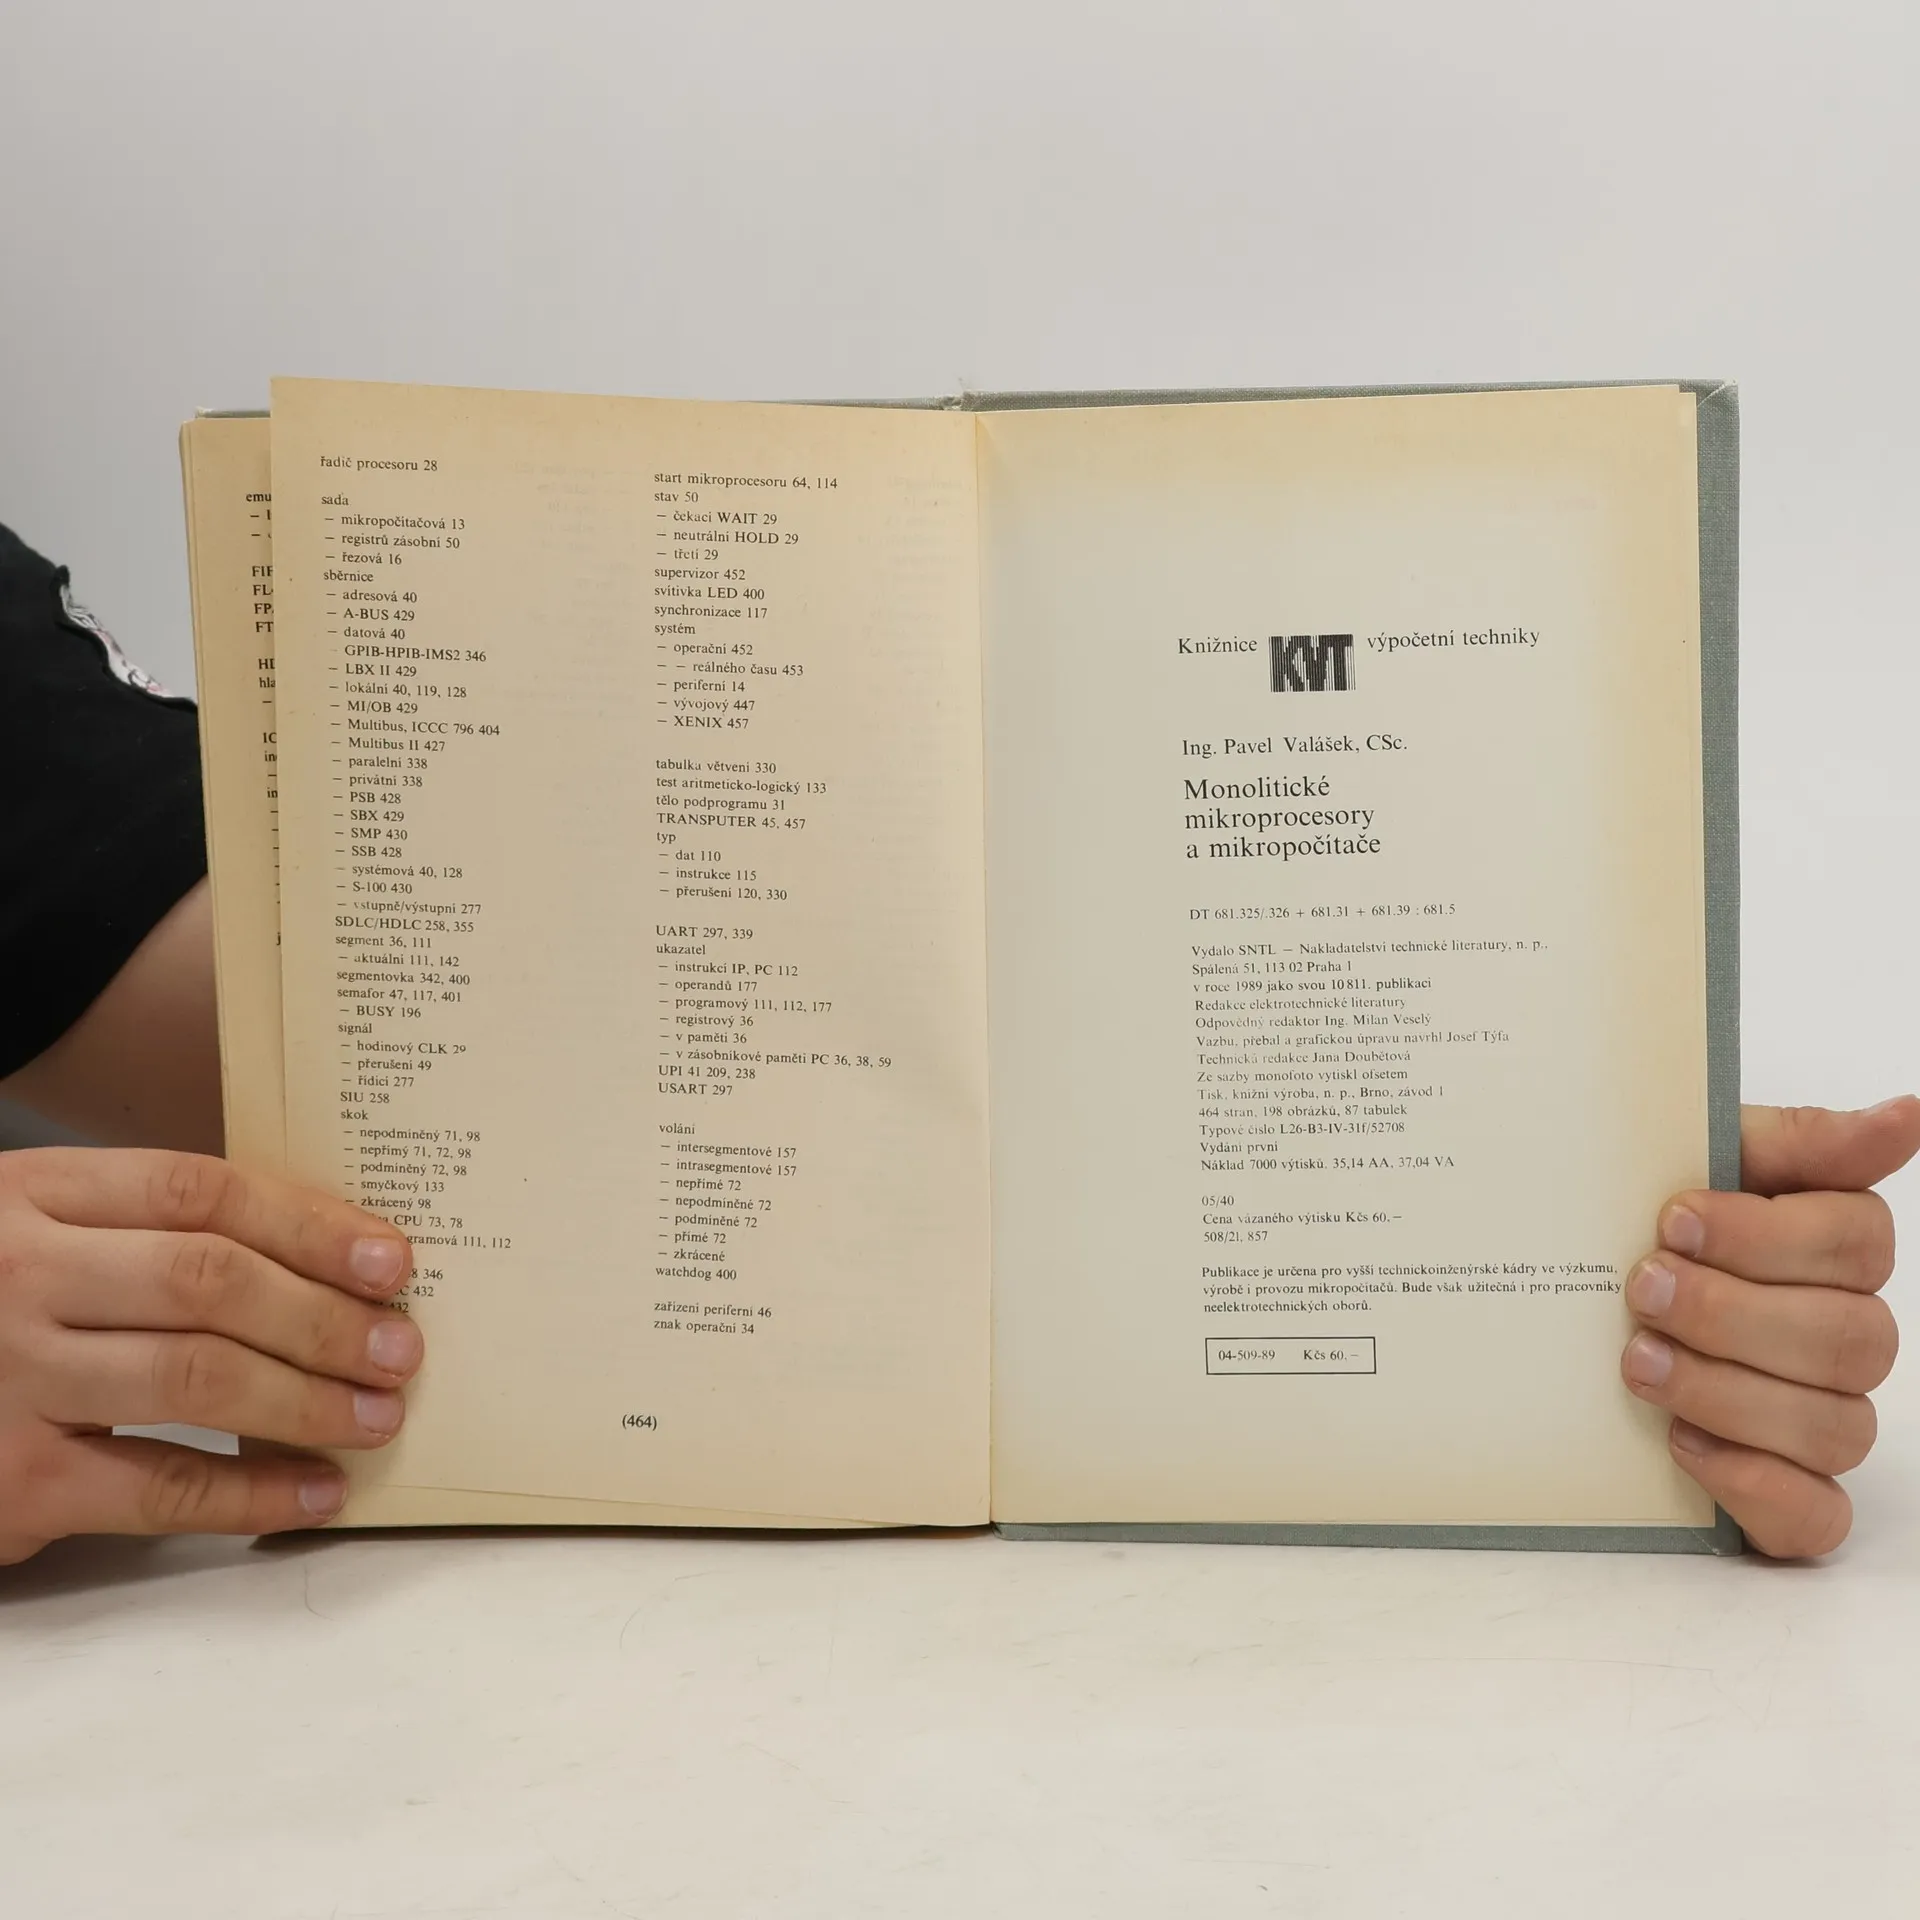 emu
FIF
FL
FP
FT
hla
IC
in
in
řadič procesoru 28
sada
— mikropočítačová 13
— registrů zásobní 50
— řezová 16
sběrnice
— adresová 40
— A-BUS 429
— datová 40
GPIB-HPIB-IMS2 346
— LBX II 429
— lokální 40, 119, 128
— MI/OB 429
— Multibus, ICCC 796 404
— Multibus II 427
— paralelní 338
— privátní 338
— PSB 428
— SBX 429
— SMP 430
— SSB 428
— systémová 40, 128
— S-100 430
— vstupně/výstupní 277
SDLC/HDLC 258, 355
segment 36, 111
— aktuální 111, 142
segmentovka 342, 400
semafor 47, 117, 401
— BUSY 196
signál
— hodinový CLK 29
— přerušení 49
— řídicí 277
SIU 258
skok
— nepodmíněný 71, 98
— nepřímý 71, 72, 98
— podmíněný 72, 98
— smyčkový 133
— zkrácený 98
CPU 73, 78
gramová 111, 112
8 346
C 432
432
start mikroprocesoru 64, 114
stav 50
— čekací WAIT 29
— neutrální HOLD 29
— třetí 29
supervizor 452
svítivka LED 400
synchronizace 117
systém
— operační 452
— — reálného času 453
— periferní 14
— vývojový 447
— XENIX 457
tabulka větvení 330
test aritmeticko-logický 133
tělo podprogramu 31
TRANSPUTER 45, 457
typ
— dat 110
— instrukce 115
— přerušení 120, 330
UART 297, 339
ukazatel
— instrukcí IP, PC 112
— operandů 177
— programový 111, 112, 177
— registrový 36
— v paměti 36
— v zásobníkové paměti PC 36, 38, 59
UPI 41 209, 238
USART 297
volání
— intersegmentové 157
— intrasegmentové 157
— nepřímé 72
— nepodmíněné 72
— podmíněné 72
— přímé 72
— zkrácené
watchdog 400
zařízení periferní 46
znak operační 34
(464)
Knižnice KVT výpočetní techniky
Ing. Pavel Valášek, CSc.
Monolitické
mikroprocesory
a mikropočítače
DT 681.325/.326 + 681.31 + 681.39 : 681.5
Vydalo SNTL — Nakladatelství technické literatury, n. p.,
Spálená 51, 113 02 Praha 1
v roce 1989 jako svou 10 811. publikaci
Redakce elektrotechnické literatury
Odpovědný redaktor Ing. Milan Veselý
Vazbu, přebal a grafickou úpravu navrhl Josef Týfa
Technická redakce Jana Doubětová
Ze sazby monofoto vytiskl ofsetem
Tisk, knižní výroba, n. p., Brno, závod 1
464 stran, 198 obrázků, 87 tabulek
Typové číslo L26-B3-IV-31f/52708
Vydání první
Náklad 7000 výtisků. 35,14 AA, 37,04 VA
05/40
Cena vázaného výtisku Kčs 60,—
508/21, 857
Publikace je určena pro vyšší technickoinženýrské kádry ve výzkumu,
výrobě i provozu mikropočítačů. Bude však užitečná i pro pracovníky
neelektrotechnických oborů.
04-509-89 Kčs 60,—